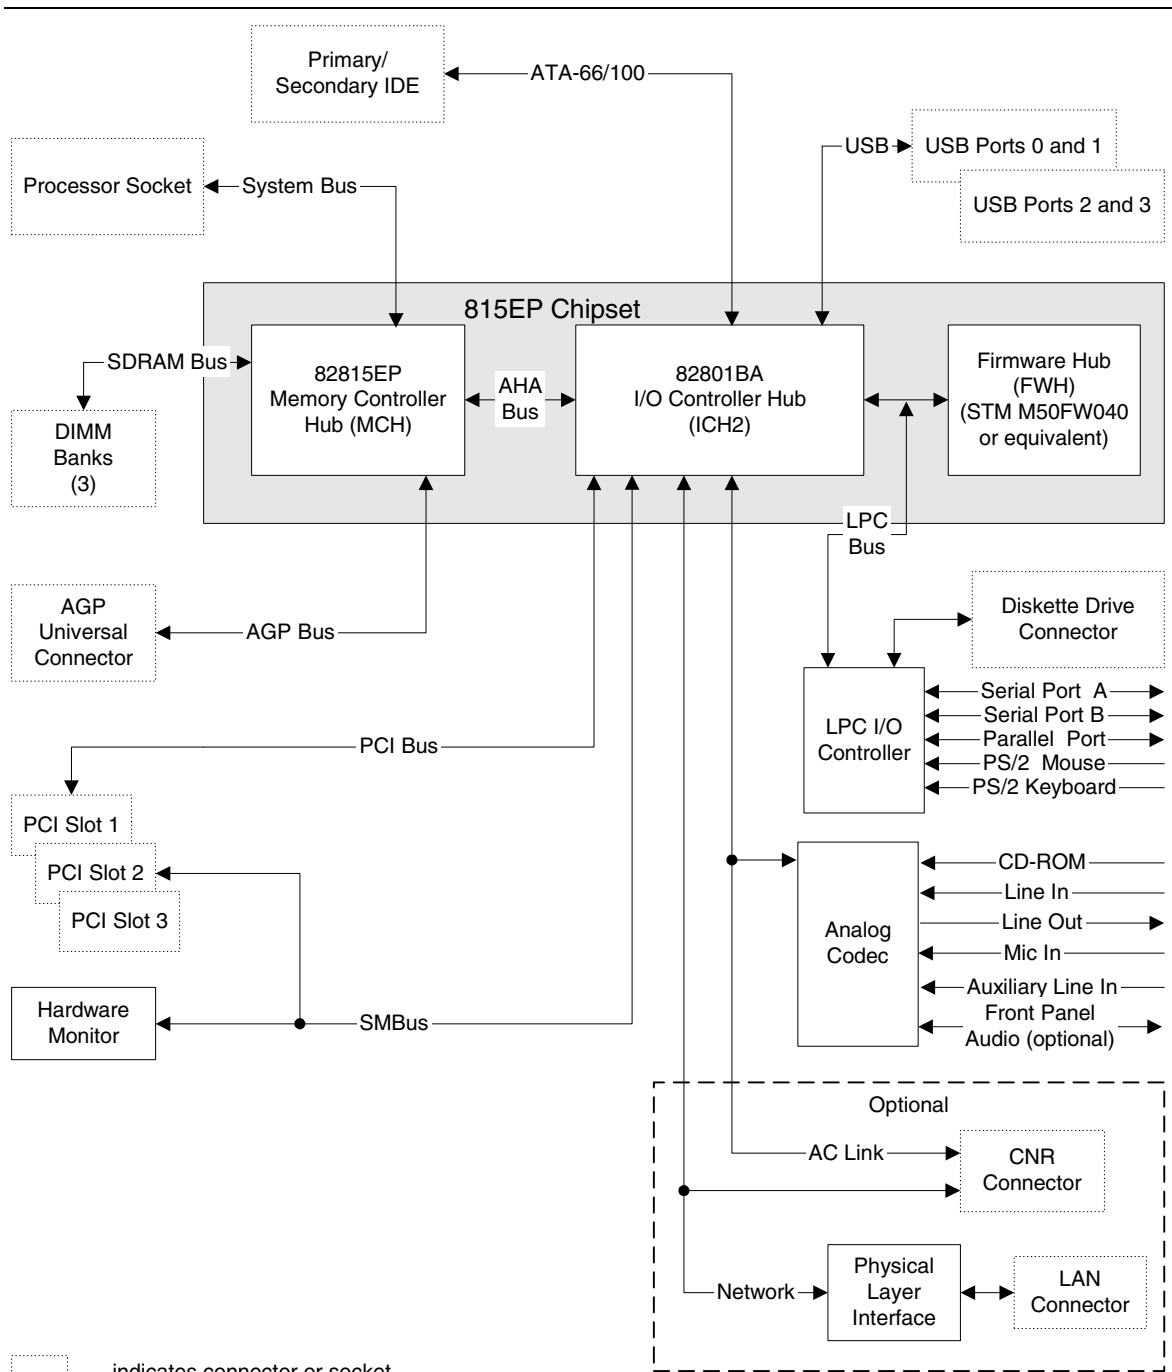 Primary/
Secondary IDE
ATA-66/100
USB
USB Ports 0 and 1
USB Ports 2 and 3
Processor Socket
System Bus
815EP Chipset
SDRAM Bus
82815EP
Memory Controller
Hub (MCH)
AHA
Bus
82801BA
I/O Controller Hub
(ICH2)
Firmware Hub
(FWH)
(STM M50FW040
or equivalent)
DIMM
Banks
(3)
LPC
Bus
AGP
Universal
Connector
AGP Bus
Diskette Drive
Connector
LPC I/O
Controller
Serial Port A
Serial Port B
Parallel Port
PS/2 Mouse
PS/2 Keyboard
PCI Bus
PCI Slot 1
PCI Slot 2
PCI Slot 3
Analog
Codec
CD-ROM
Line In
Line Out
Mic In
Auxiliary Line In
Front Panel
Audio (optional)
Hardware
Monitor
SMBus
Optional
AC Link
CNR
Connector
Network
Physical
Layer
Interface
LAN
Connector
indicates connector or socket